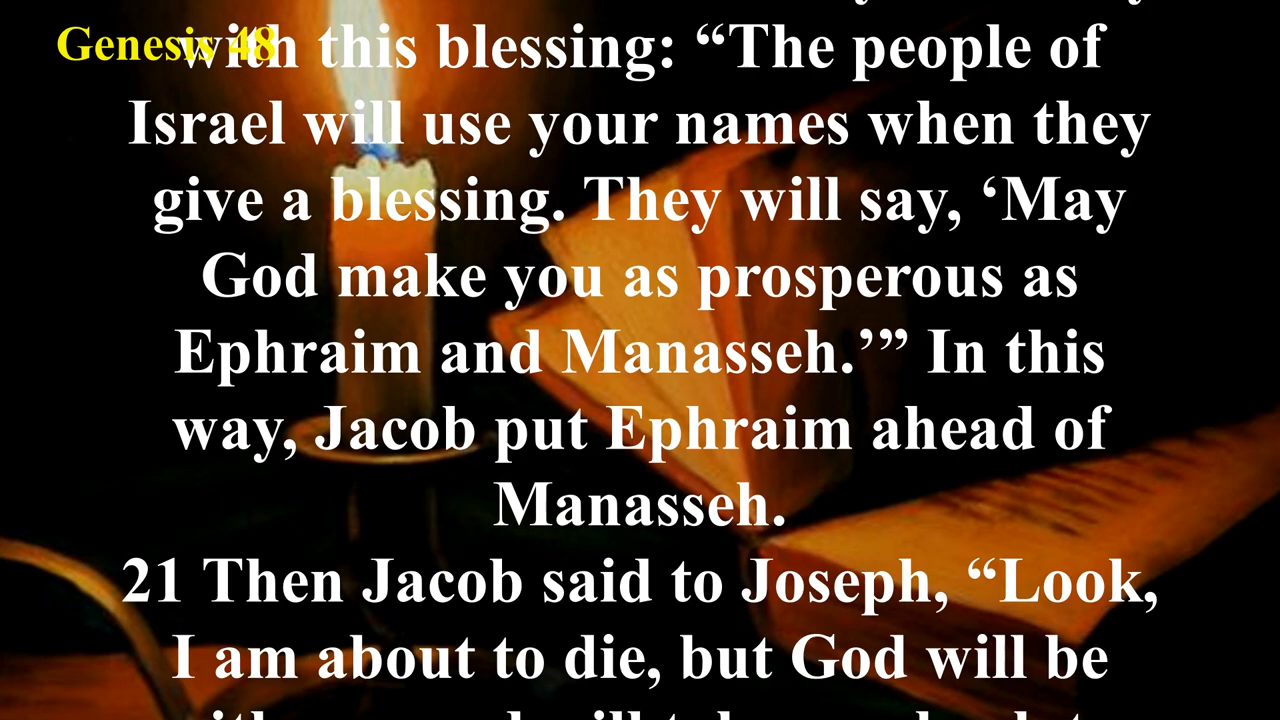 Genesis 48
with this blessing: “The people of
Israel will use your names when they
give a blessing. They will say, ‘May
God make you as prosperous as
Ephraim and Manasseh.’” In this
way, Jacob put Ephraim ahead of
Manasseh.
21 Then Jacob said to Joseph, “Look,
I am about to die, but God will be